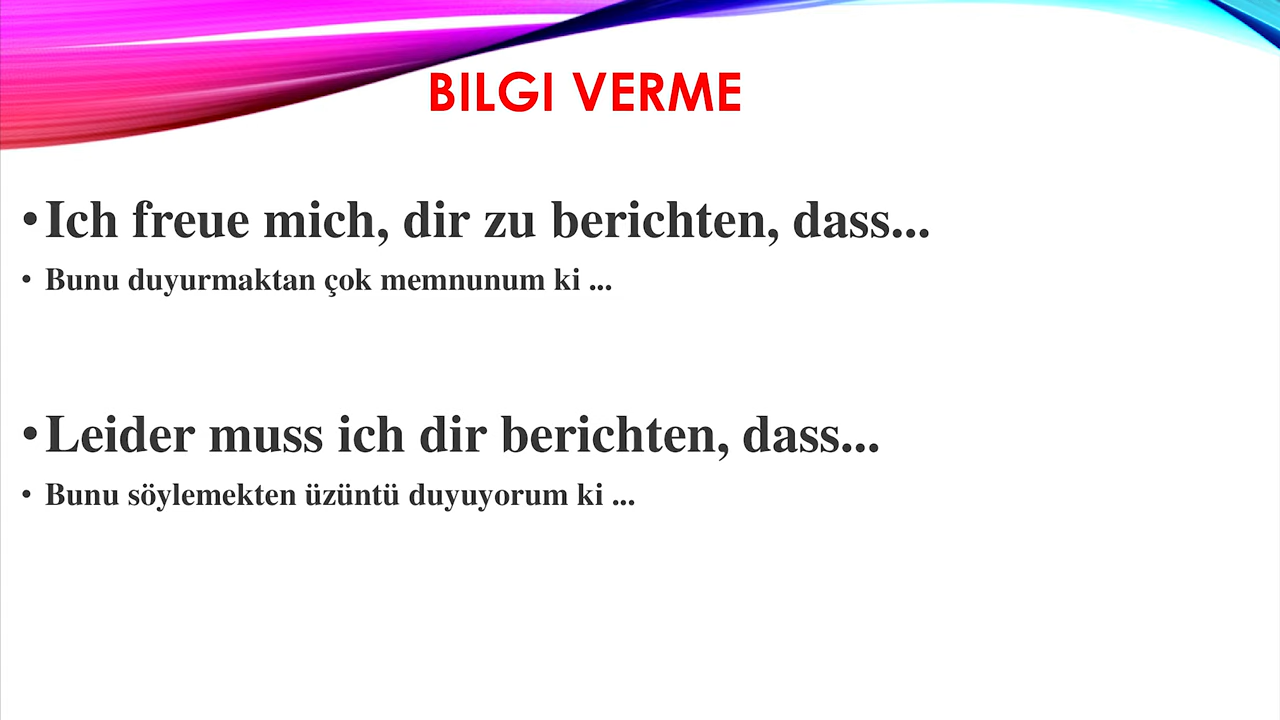 BILGI VERME
• Ich freue mich, dir zu berichten, dass...
• Bunu duyurmaktan çok memnunum ki ...
• Leider muss ich dir berichten, dass...
• Bunu söylemekten üzüntü duyuyorum ki ...